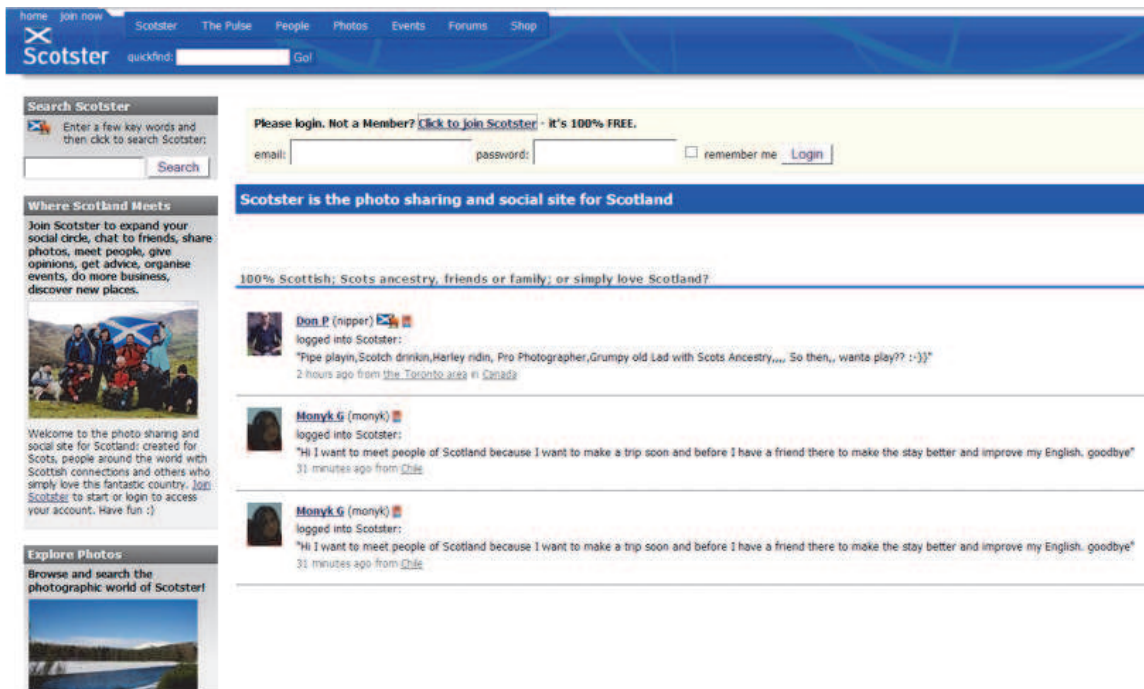 home join now
Scotster The Pulse People Photos Events Forums Shop
Scotster quickfind: Go!
Search Scotster
Enter a few key words and
then click to search Scotster:
Search
Where Scotland Meets
Join Scotster to expand your
social circle, chat to friends, share
photos, meet people, give
opinions, get advice, organise
events, do more business,
discover new places.
Welcome to the photo sharing and
social site for Scotland: created for
Scots, people around the world with
Scottish connections and others who
simply love this fantastic country. Join
Scotster to start or login to access
your account. Have fun :)
Explore Photos
Browse and search the
photographic world of Scotster!
Please login. Not a Member? Click to join Scotster - it's 100% FREE.
email: password: remember me Login
Scotster is the photo sharing and social site for Scotland
100% Scottish; Scots ancestry, friends or family; or simply love Scotland?
Don P (nipper)
logged into Scotster:
"Pipe playin,Scotch drinkin,Harley ridin, Pro Photographer,Grumpy old Lad with Scots Ancestry,,,, So then,, wanta play?? :-}}"
2 hours ago from the Toronto area in Canada
Monyk G (monyk)
logged into Scotster:
"Hi I want to meet people of Scotland because I want to make a trip soon and before I have a friend there to make the stay better and improve my English. goodbye"
31 minutes ago from Chile
Monyk G (monyk)
logged into Scotster:
"Hi I want to meet people of Scotland because I want to make a trip soon and before I have a friend there to make the stay better and improve my English. goodbye"
31 minutes ago from Chile